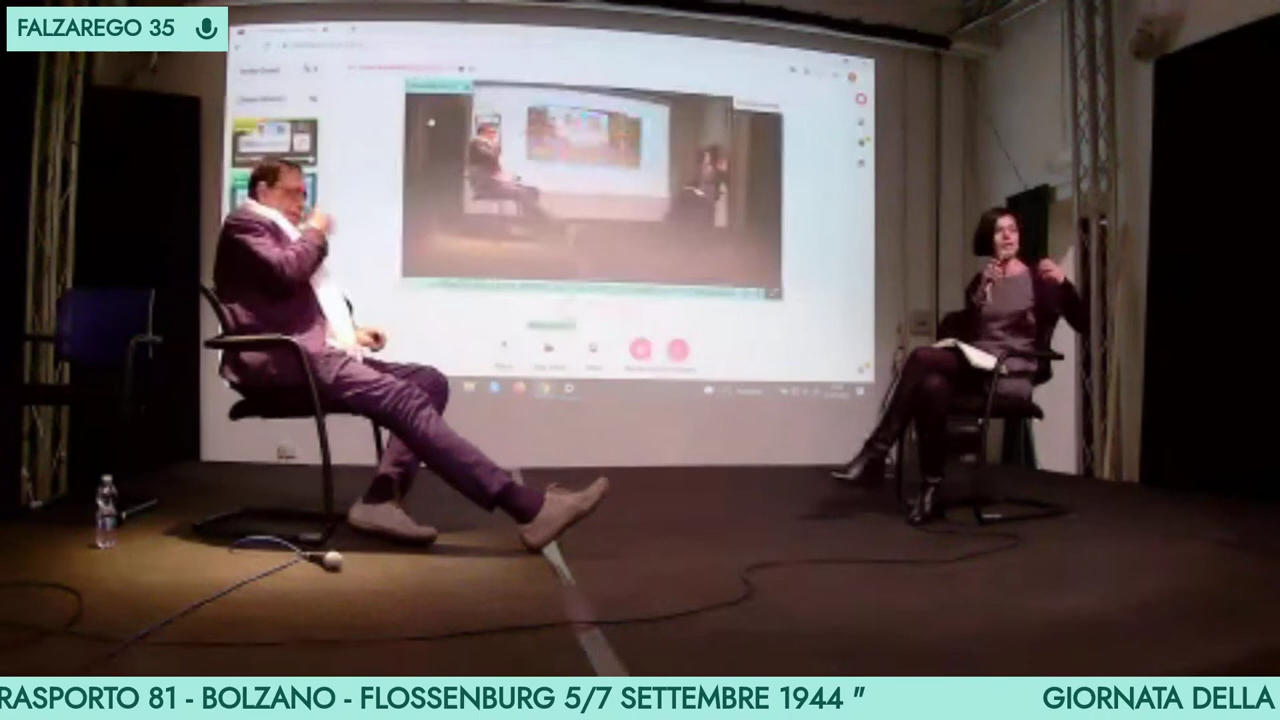 FALZAREGO 35
RASPORTO 81 - BOLZANO - FLOSSENBURG 5/7 SETTEMBRE 1944 " GIORNATA DELLA